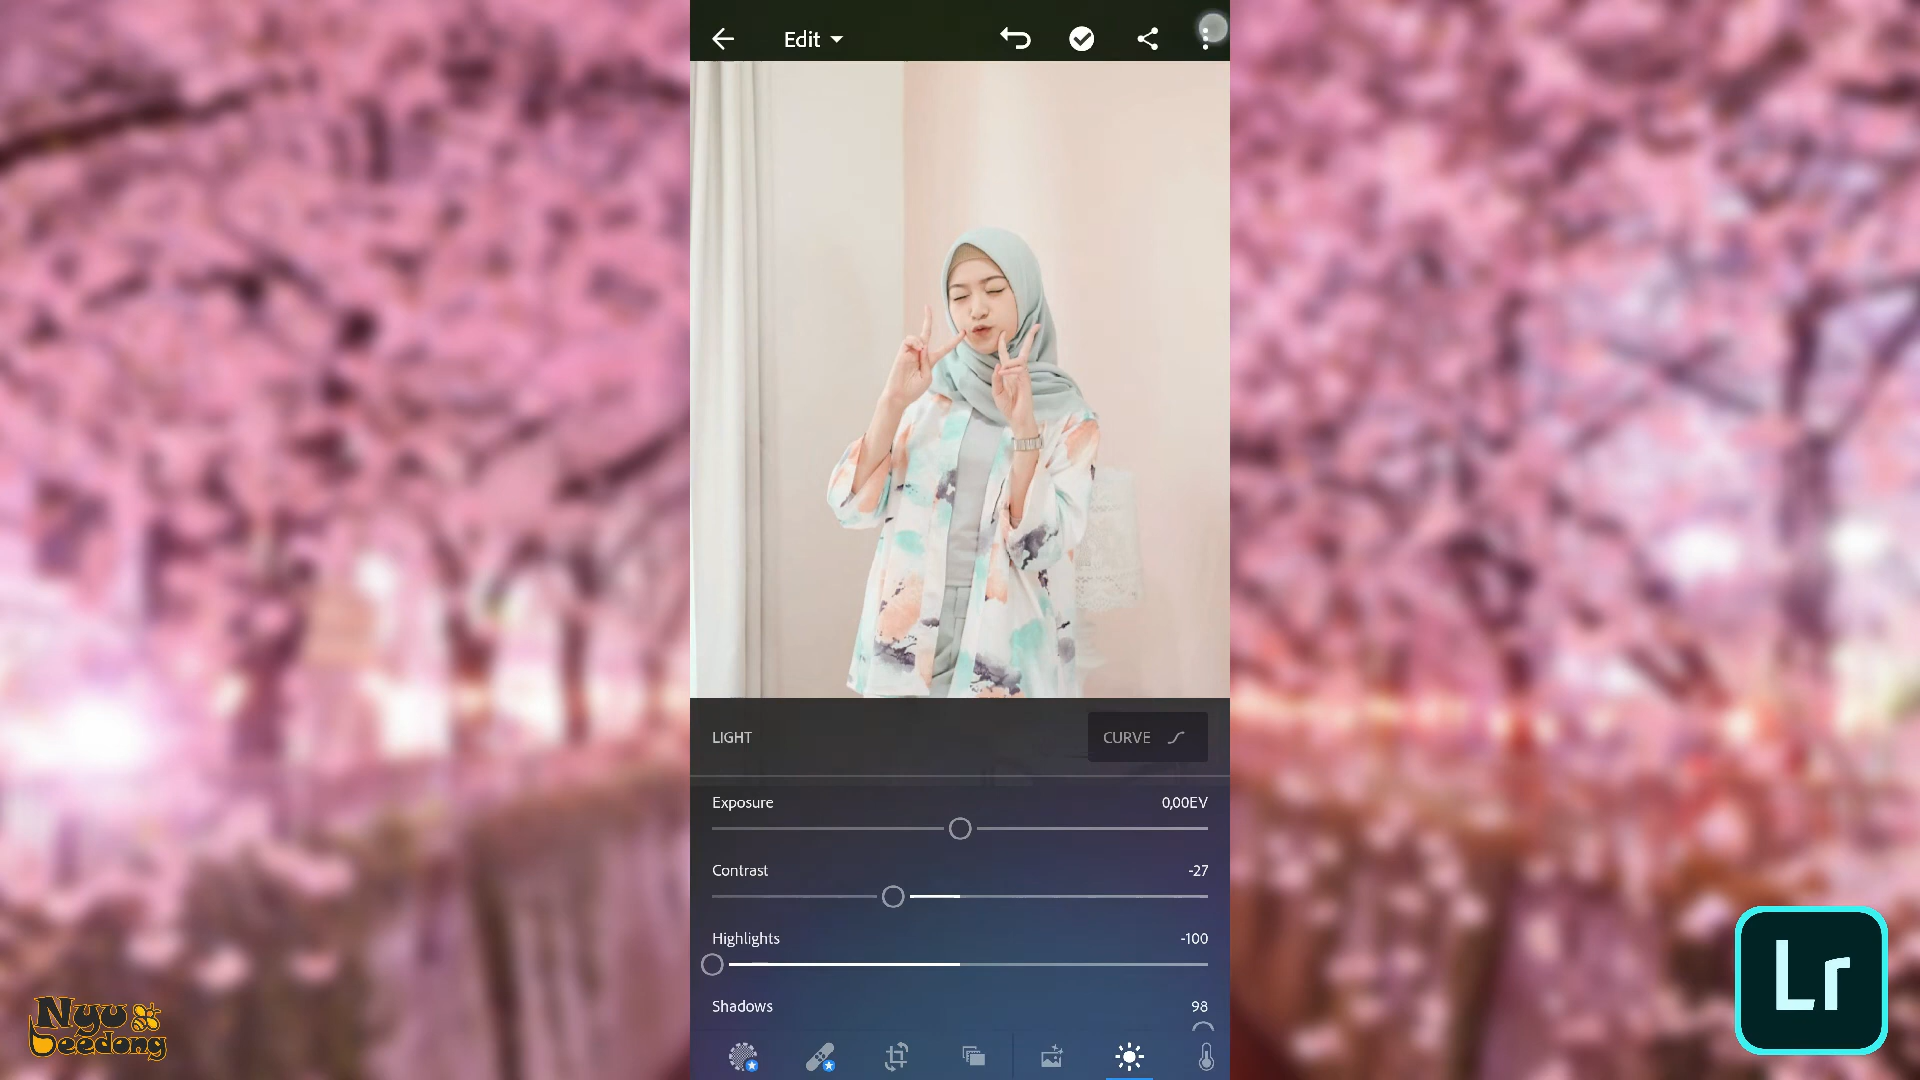 Edit
LIGHT
CURVE
Exposure
0,00EV
Contrast
-27
Highlights
-100
Shadows
98
Nyu
beedong
Lr